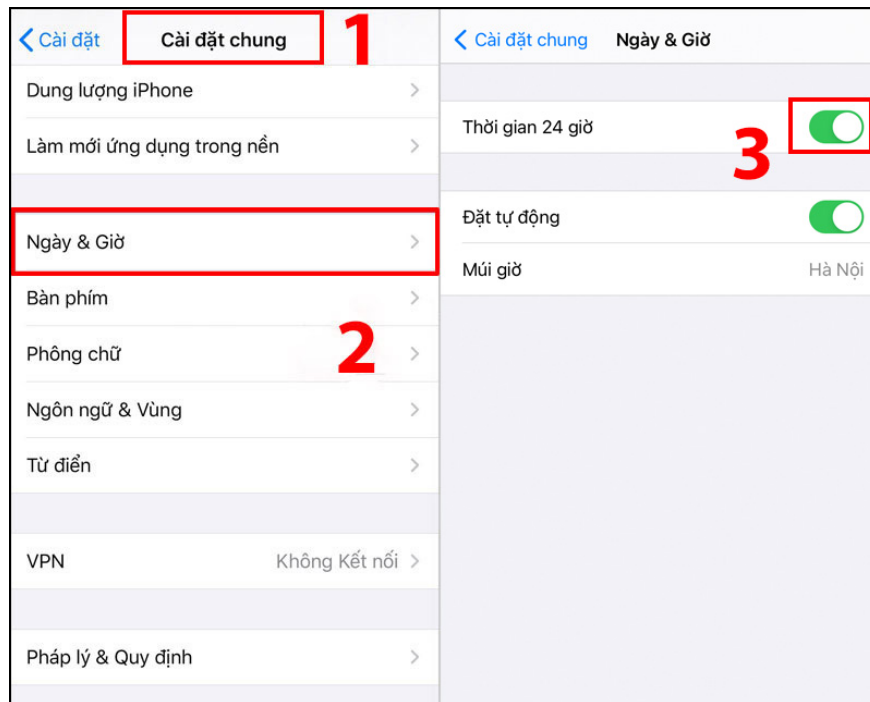 Cài đặt
Cài đặt chung
1
Dung lượng iPhone
Làm mới ứng dụng trong nền
Ngày & Giờ
Bàn phím
2
Phông chữ
Ngôn ngữ & Vùng
Từ điển
VPN Không Kết nối
Pháp lý & Quy định
Cài đặt chung
Ngày & Giờ
Thời gian 24 giờ
3
Đặt tự động
Múi giờ Hà Nội